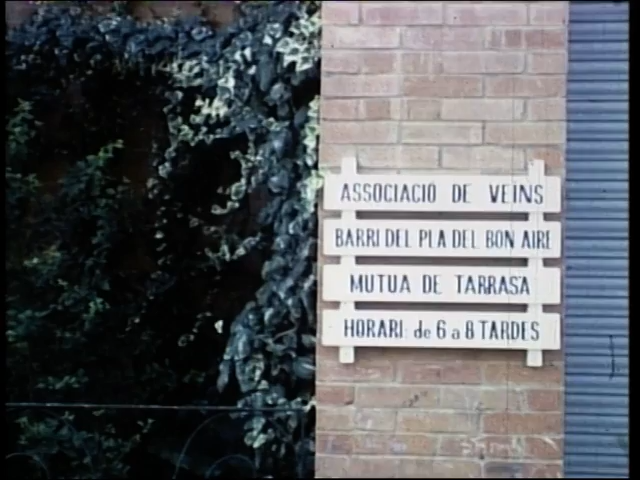 ASSOCIACIÓ DE VEINS
BARRI DEL PLA DEL BON AIRE
MUTUA DE TARRASA
HORARI: de 6 a 8 TARDES